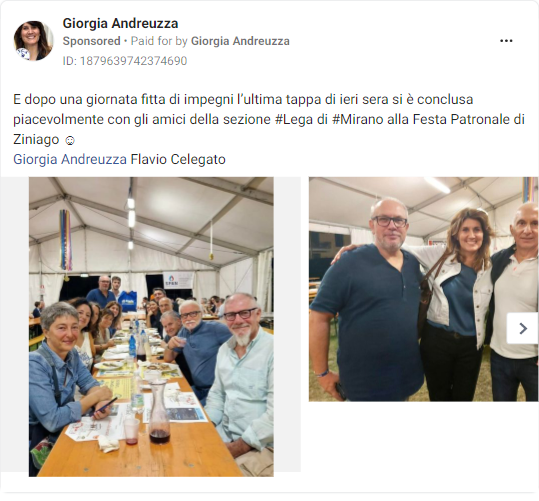 Giorgia Andreuzza
Sponsored • Paid for by Giorgia Andreuzza
ID: 1879639742374690
E dopo una giornata fitta di impegni l'ultima tappa di ieri sera si è conclusa
piacevolmente con gli amici della sezione #Lega di #Mirano alla Festa Patronale di
Ziniago ☺
Giorgia Andreuzza Flavio Celegato